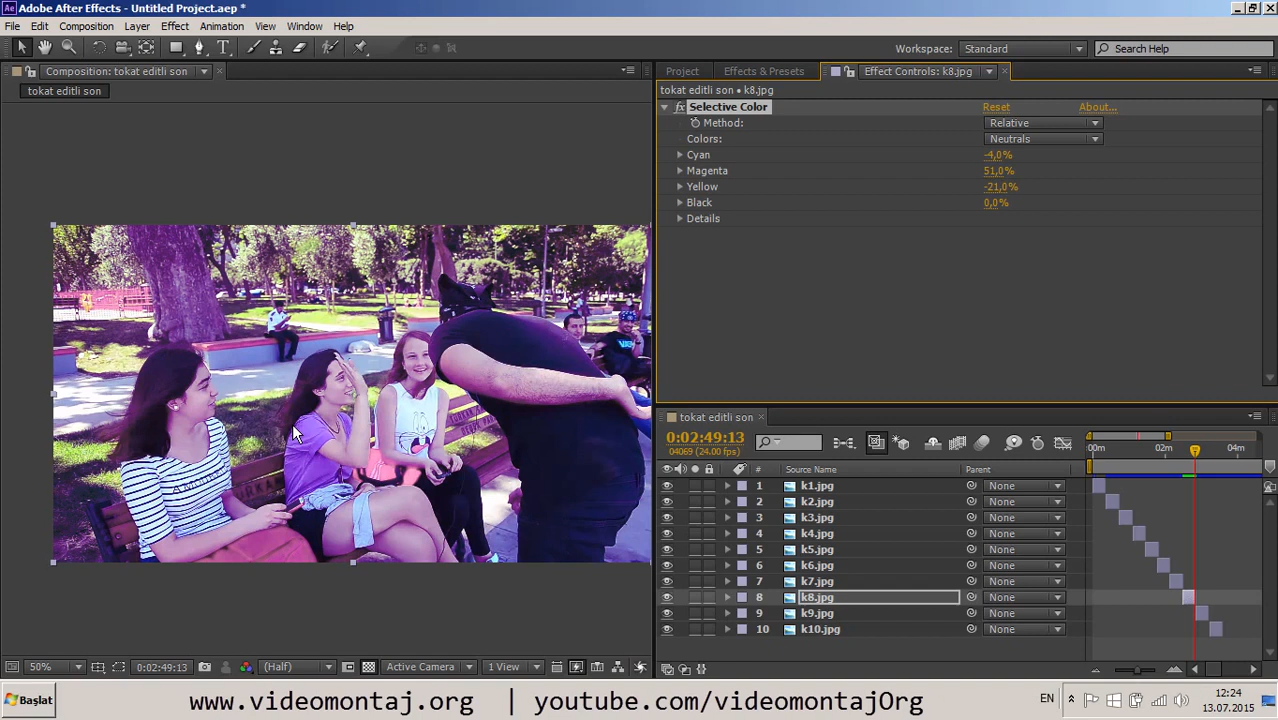 Adobe After Effects - Untitled Project.aep *
File Edit Composition Layer Effect Animation View Window Help
Workspace: Standard Search Help
Composition: tokat editli son
tokat editli son
Project Effects & Presets Effect Controls: k8.jpg
tokat editli son • k8.jpg
fx Selective Color Reset About...
Method: Relative
Colors: Neutrals
Cyan -4,0%
Magenta 51,0%
Yellow -21,0%
Black 0,0%
Details
tokat editli son
0:02:49:13
04069 (24.00 fps)
00m 02m 04m
# Source Name Parent
1 k1.jpg None
2 k2.jpg None
3 k3.jpg None
4 k4.jpg None
5 k5.jpg None
6 k6.jpg None
7 k7.jpg None
8 k8.jpg None
9 k9.jpg None
10 k10.jpg None
50% 0:02:49:13 (Half) Active Camera 1 View
Başlat
www.videomontaj.org | youtube.com/videomontajOrg
EN
12:24
13.07.2015